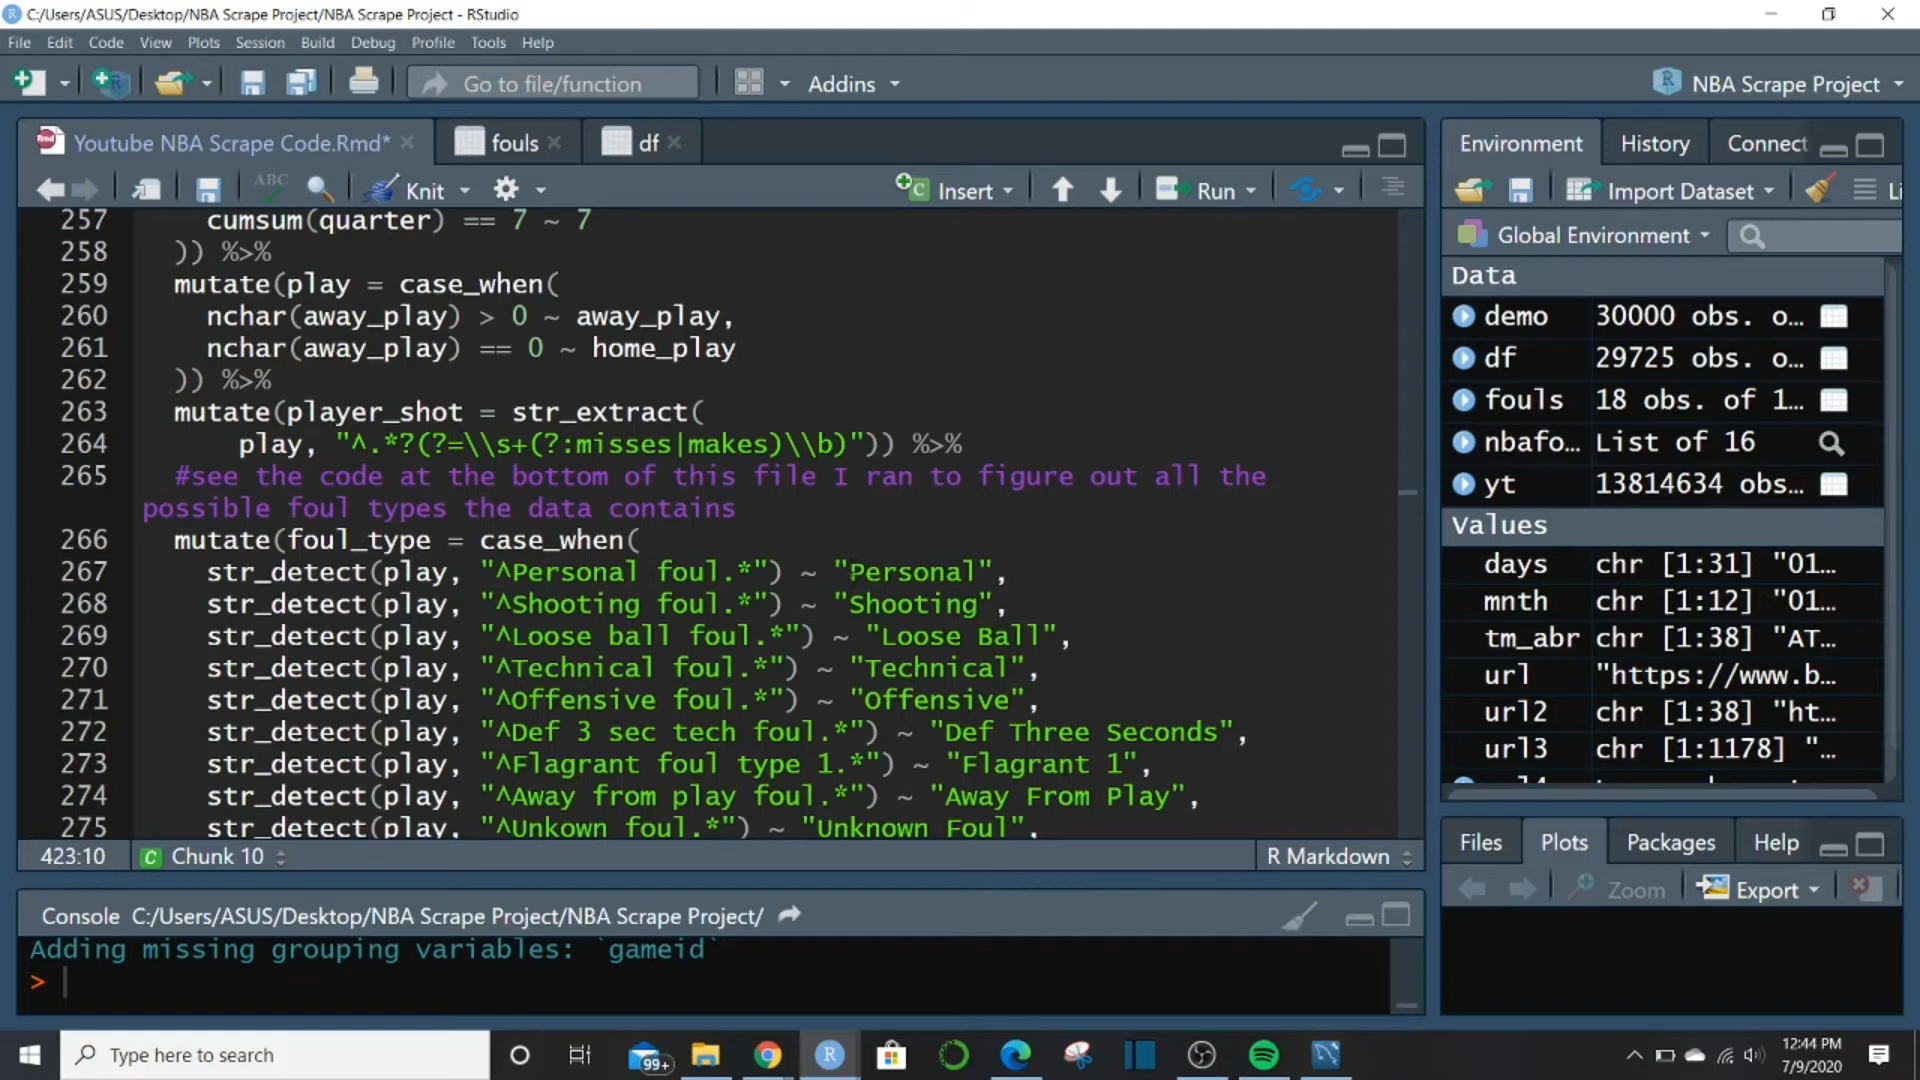 C:/Users/ASUS/Desktop/NBA Scrape Project/NBA Scrape Project - RStudio
File Edit Code View Plots Session Build Debug Profile Tools Help
Go to file/function Addins NBA Scrape Project
Youtube NBA Scrape Code.Rmd* fouls df
ABC Knit Insert Run
257 cumsum(quarter) == 7 ~ 7
258 )) %>%
259 mutate(play = case_when(
260 nchar(away_play) > 0 ~ away_play,
261 nchar(away_play) == 0 ~ home_play
262 )) %>%
263 mutate(player_shot = str_extract(
264 play, "^.*?(?=\\s+(?:misses|makes)\\b)")) %>%
265 #see the code at the bottom of this file I ran to figure out all the
possible foul types the data contains
266 mutate(foul_type = case_when(
267 str_detect(play, "^Personal foul.*") ~ "Personal",
268 str_detect(play, "^Shooting foul.*") ~ "Shooting",
269 str_detect(play, "^Loose ball foul.*") ~ "Loose Ball",
270 str_detect(play, "^Technical foul.*") ~ "Technical",
271 str_detect(play, "^Offensive foul.*") ~ "Offensive",
272 str_detect(play, "^Def 3 sec tech foul.*") ~ "Def Three Seconds",
273 str_detect(play, "^Flagrant foul type 1.*") ~ "Flagrant 1",
274 str_detect(play, "^Away from play foul.*") ~ "Away From Play",
275 str_detect(play, "^Unkown foul.*") ~ "Unknown Foul",
423:10 Chunk 10 R Markdown
Console C:/Users/ASUS/Desktop/NBA Scrape Project/NBA Scrape Project/
Adding missing grouping variables: `gameid`
>
Environment History Connect
Import Dataset Li
Global Environment
Data
demo 30000 obs. o…
df 29725 obs. o…
fouls 18 obs. of 1…
nbafo… List of 16
yt 13814634 obs…
Values
days chr [1:31] "01…
mnth chr [1:12] "01…
tm_abr chr [1:38] "AT…
url "https://www.b…
url2 chr [1:38] "ht…
url3 chr [1:1178] "…
Files Plots Packages Help
Zoom Export
Type here to search
99+
12:44 PM
7/9/2020